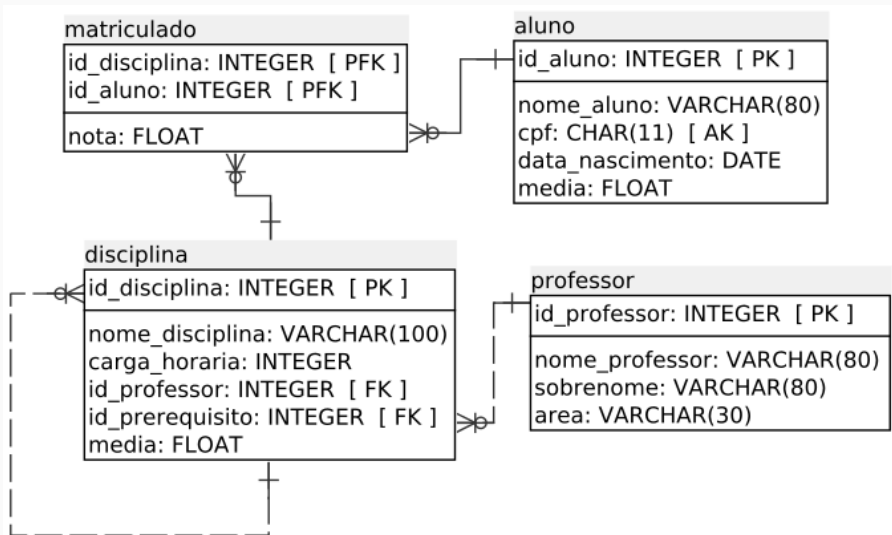 matriculado
id_disciplina: INTEGER [ PFK ]
id_aluno: INTEGER [ PFK ]
nota: FLOAT
aluno
id_aluno: INTEGER [ PK ]
nome_aluno: VARCHAR(80)
cpf: CHAR(11) [ AK ]
data_nascimento: DATE
media: FLOAT
disciplina
id_disciplina: INTEGER [ PK ]
nome_disciplina: VARCHAR(100)
carga_horaria: INTEGER
id_professor: INTEGER [ FK ]
id_prerequisito: INTEGER [ FK ]
media: FLOAT
professor
id_professor: INTEGER [ PK ]
nome_professor: VARCHAR(80)
sobrenome: VARCHAR(80)
area: VARCHAR(30)